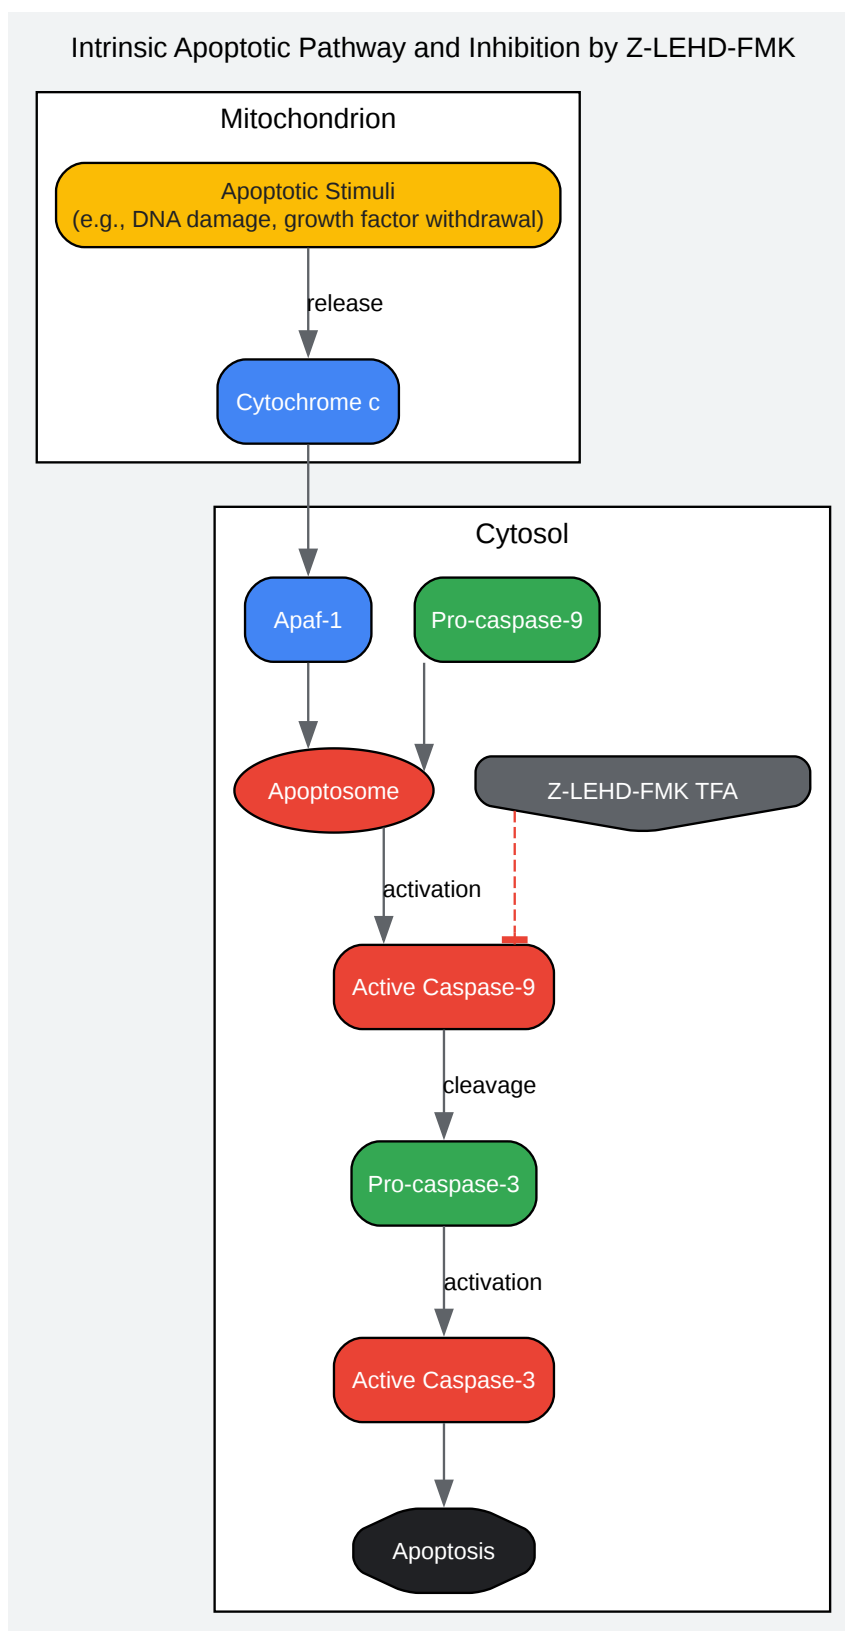 Intrinsic Apoptotic Pathway and Inhibition by Z-LEHD-FMK
Mitochondrion
Apoptotic Stimuli
(e.g., DNA damage, growth factor withdrawal)
release
Cytochrome c
Cytosol
Apaf-1
Pro-caspase-9
Apoptosome
Z-LEHD-FMK TFA
activation
Active Caspase-9
cleavage
Pro-caspase-3
activation
Active Caspase-3
Apoptosis